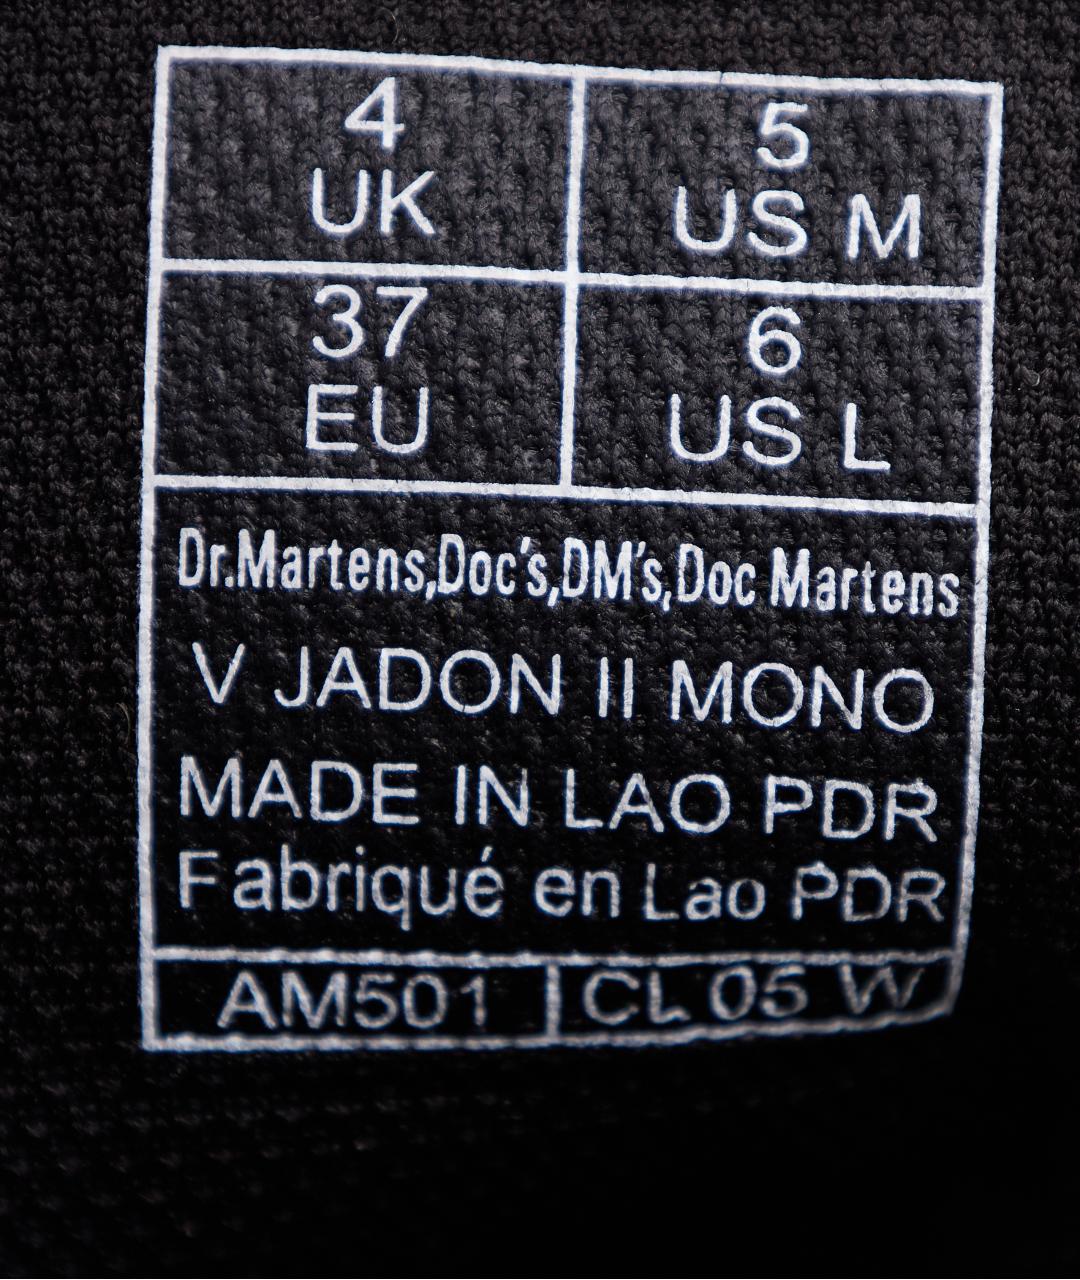 4
UK
5
US M
37
EU
6
US L
Dr.Martens,Doc's,DM's,Doc Martens
V JADON II MONO
MADE IN LAO PDR
Fabriqué en Lao PDR
AM501
CL 05 W